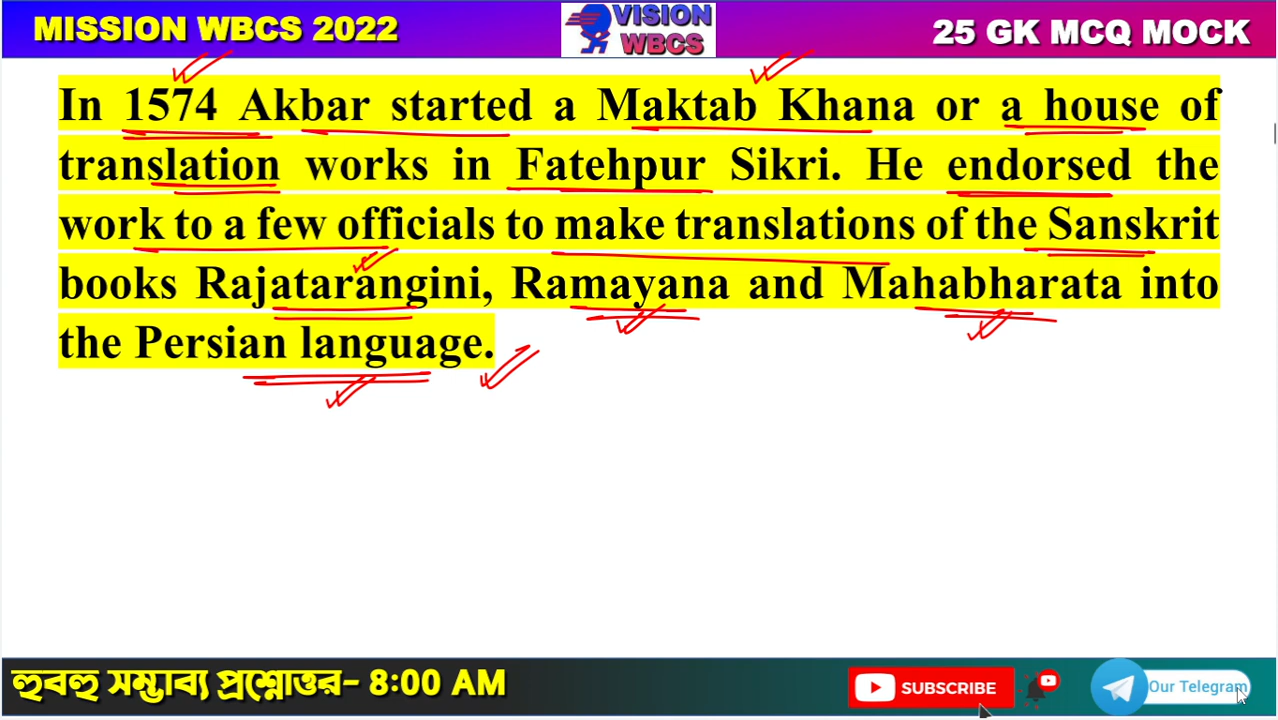 MISSION WBCS 2022
VISION
WBCS
25 GK MCQ MOCK
In 1574 Akbar started a Maktab Khana or a house of
translation works in Fatehpur Sikri. He endorsed the
work to a few officials to make translations of the Sanskrit
books Rajatarangini, Ramayana and Mahabharata into
the Persian language.
হুবহু সম্ভাব্য প্রশ্নোত্তর- 8:00 AM
SUBSCRIBE
Our Telegram